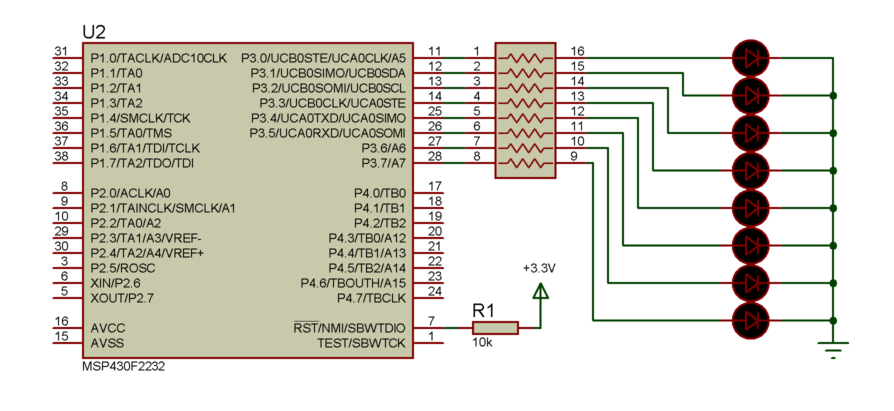 U2
31 P1.0/TACLK/ADC10CLK P3.0/UCB0STE/UCA0CLK/A5 11 1 16
32 P1.1/TA0 P3.1/UCB0SIMO/UCB0SDA 12 2 15
33 P1.2/TA1 P3.2/UCB0SOMI/UCB0SCL 13 3 14
34 P1.3/TA2 P3.3/UCB0CLK/UCA0STE 14 4 13
35 P1.4/SMCLK/TCK P3.4/UCA0TXD/UCA0SIMO 25 5 12
36 P1.5/TA0/TMS P3.5/UCA0RXD/UCA0SOMI 26 6 11
37 P1.6/TA1/TDI/TCLK P3.6/A6 27 7 10
38 P1.7/TA2/TDO/TDI P3.7/A7 28 8 9
8 P2.0/ACLK/A0 P4.0/TB0 17
9 P2.1/TAINCLK/SMCLK/A1 P4.1/TB1 18
10 P2.2/TA0/A2 P4.2/TB2 19
29 P2.3/TA1/A3/VREF- P4.3/TB0/A12 20
30 P2.4/TA2/A4/VREF+ P4.4/TB1/A13 21
3 P2.5/ROSC P4.5/TB2/A14 22
6 XIN/P2.6 P4.6/TBOUTH/A15 23
5 XOUT/P2.7 P4.7/TBCLK 24
+3.3V
R1
16 AVCC RST/NMI/SBWTDIO 7
15 AVSS TEST/SBWTCK 1
10k
MSP430F2232